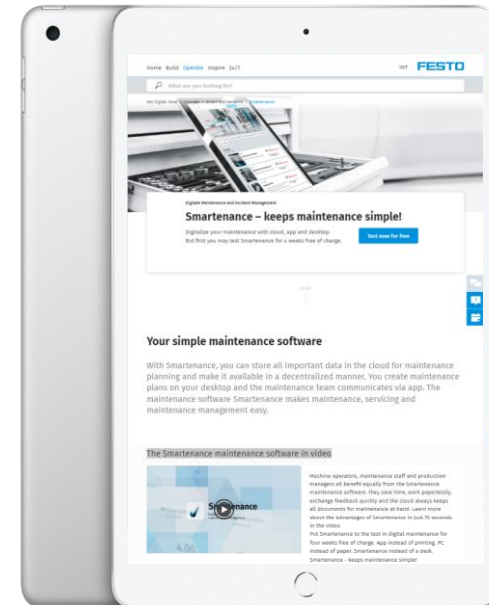 Home Build Operate Inspire 24/7
INT FESTO
What are you looking for?
Smartenance
Digitale Maintenance and Incident Management
Smartenance – keeps maintenance simple!
Digitalize your maintenance with cloud, app and desktop
But first you may test Smartenance for 4 weeks free of charge
Test now for free
Your simple maintenance software
With Smartenance, you can store all important data in the cloud for maintenance
planning and make it available in a decentralized manner. You create maintenance
plans on your desktop and the maintenance team communicates via app. The
maintenance software Smartenance makes maintenance, servicing and
maintenance management easy.
The Smartenance maintenance software in video
Machine operators, maintenance staff and production
managers all benefit equally from the Smartenance
maintenance software: they save time, work paperlessly,
exchange feedback quickly and the cloud always keeps
all documents for maintenance at hand. Learn more
about the advantages of Smartenance in just 76 seconds
in the video.
Put Smartenance to the test in digital maintenance for
four weeks free of charge. App instead of printing. PC
instead of paper. Smartenance instead of a desk.
Smartenance – keeps maintenance simple!